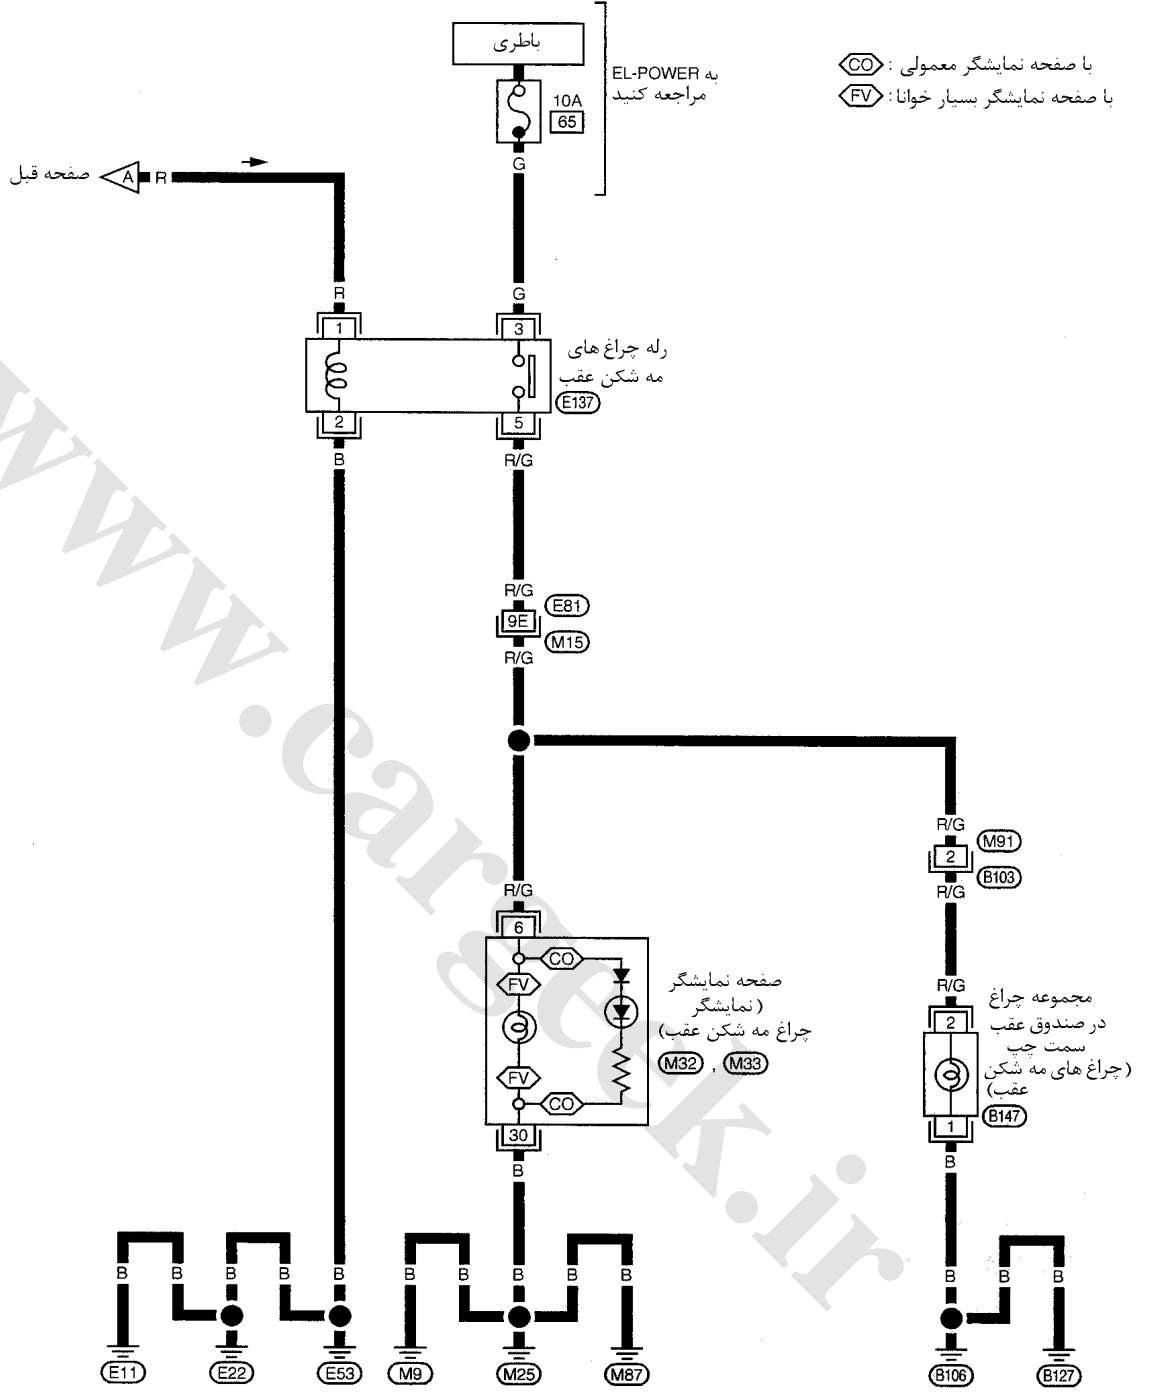 باطری
به EL-POWER
مراجعه کنید
10A
65
G
CO : با صفحه نمایشگر معمولی
FV : با صفحه نمایشگر بسیار خوانا
صفحه قبل
A
R
R
G
1
3
رله چراغ های
مه شکن عقب
E137
2
5
B
R/G
R/G
E81
9E
M15
R/G
R/G
M91
2
B103
R/G
R/G
6
CO
FV
FV
CO
صفحه نمایشگر
(نمایشگر
چراغ مه شکن عقب)
M32 , M33
30
B
R/G
2
مجموعه چراغ
در صندوق عقب
سمت چپ
(چراغ های مه شکن
عقب)
B147
1
B
B
B
B
B
B
B
B
B
B
B
B
B
B
E11
E22
E53
M9
M25
M87
B106
B127
www.cargeek.ir